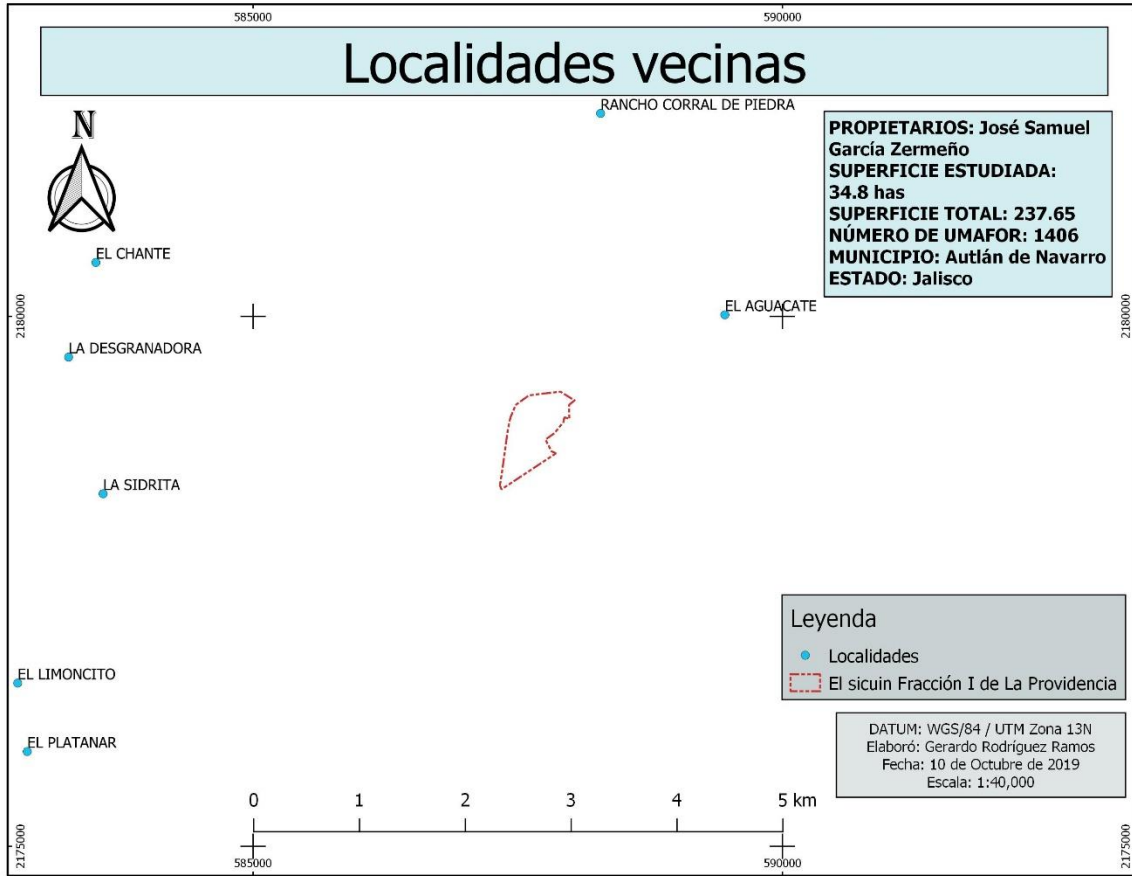 585000
590000
Localidades vecinas
RANCHO CORRAL DE PIEDRA
N
PROPIETARIOS: José Samuel
García Zermeño
SUPERFICIE ESTUDIADA:
34.8 has
SUPERFICIE TOTAL: 237.65
NÚMERO DE UMAFOR: 1406
MUNICIPIO: Autlán de Navarro
ESTADO: Jalisco
EL CHANTE
2180000
EL AGUACATE
2180000
LA DESGRANADORA
LA SIDRITA
Leyenda
Localidades
El sicuin Fracción I de La Providencia
EL LIMONCITO
EL PLATANAR
DATUM: WGS/84 / UTM Zona 13N
Elaboró: Gerardo Rodríguez Ramos
Fecha: 10 de Octubre de 2019
Escala: 1:40,000
0 1 2 3 4 5 km
2175000
2175000
585000
590000